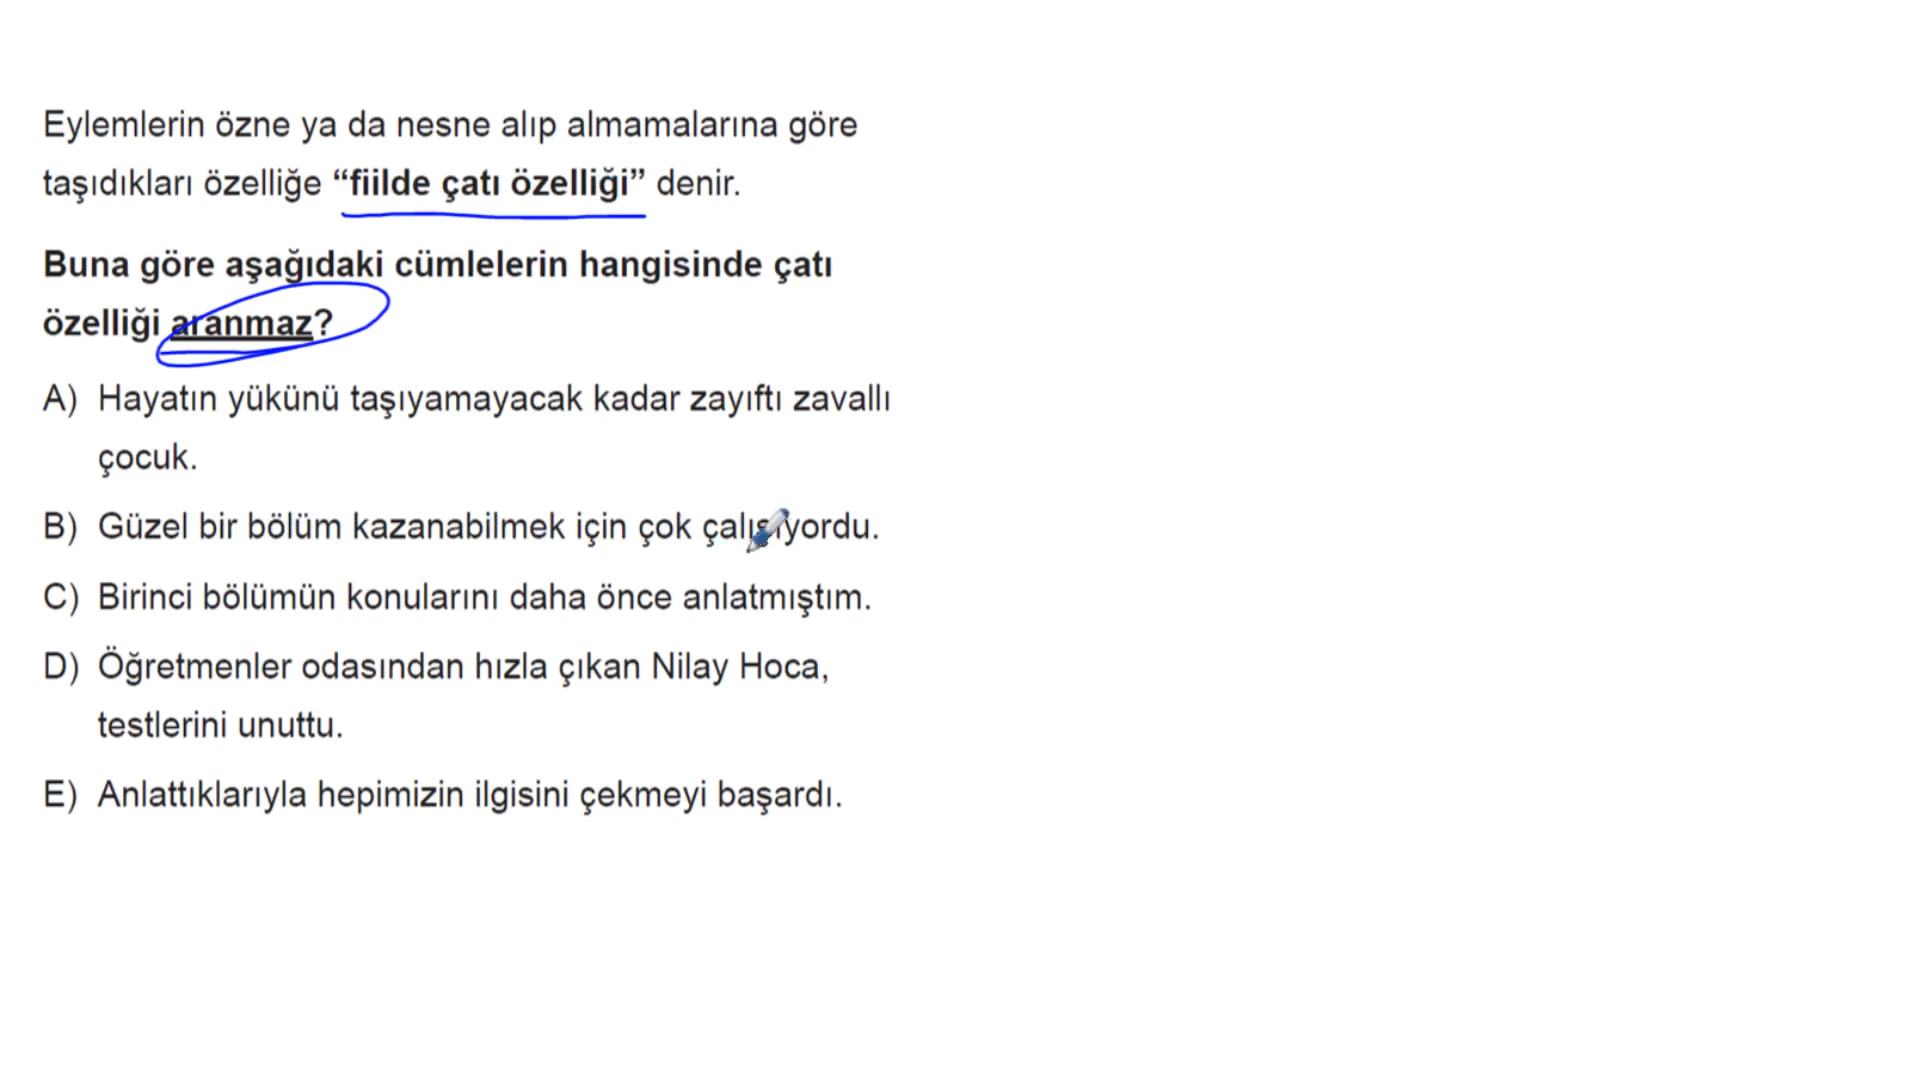 Eylemlerin özne ya da nesne alıp almamalarına göre
taşıdıkları özelliğe “fiilde çatı özelliği” denir.
Buna göre aşağıdaki cümlelerin hangisinde çatı
özelliği aranmaz?
A) Hayatın yükünü taşıyamayacak kadar zayıftı zavallı
çocuk.
B) Güzel bir bölüm kazanabilmek için çok çalışıyordu.
C) Birinci bölümün konularını daha önce anlatmıştım.
D) Öğretmenler odasından hızla çıkan Nilay Hoca,
testlerini unuttu.
E) Anlattıklarıyla hepimizin ilgisini çekmeyi başardı.